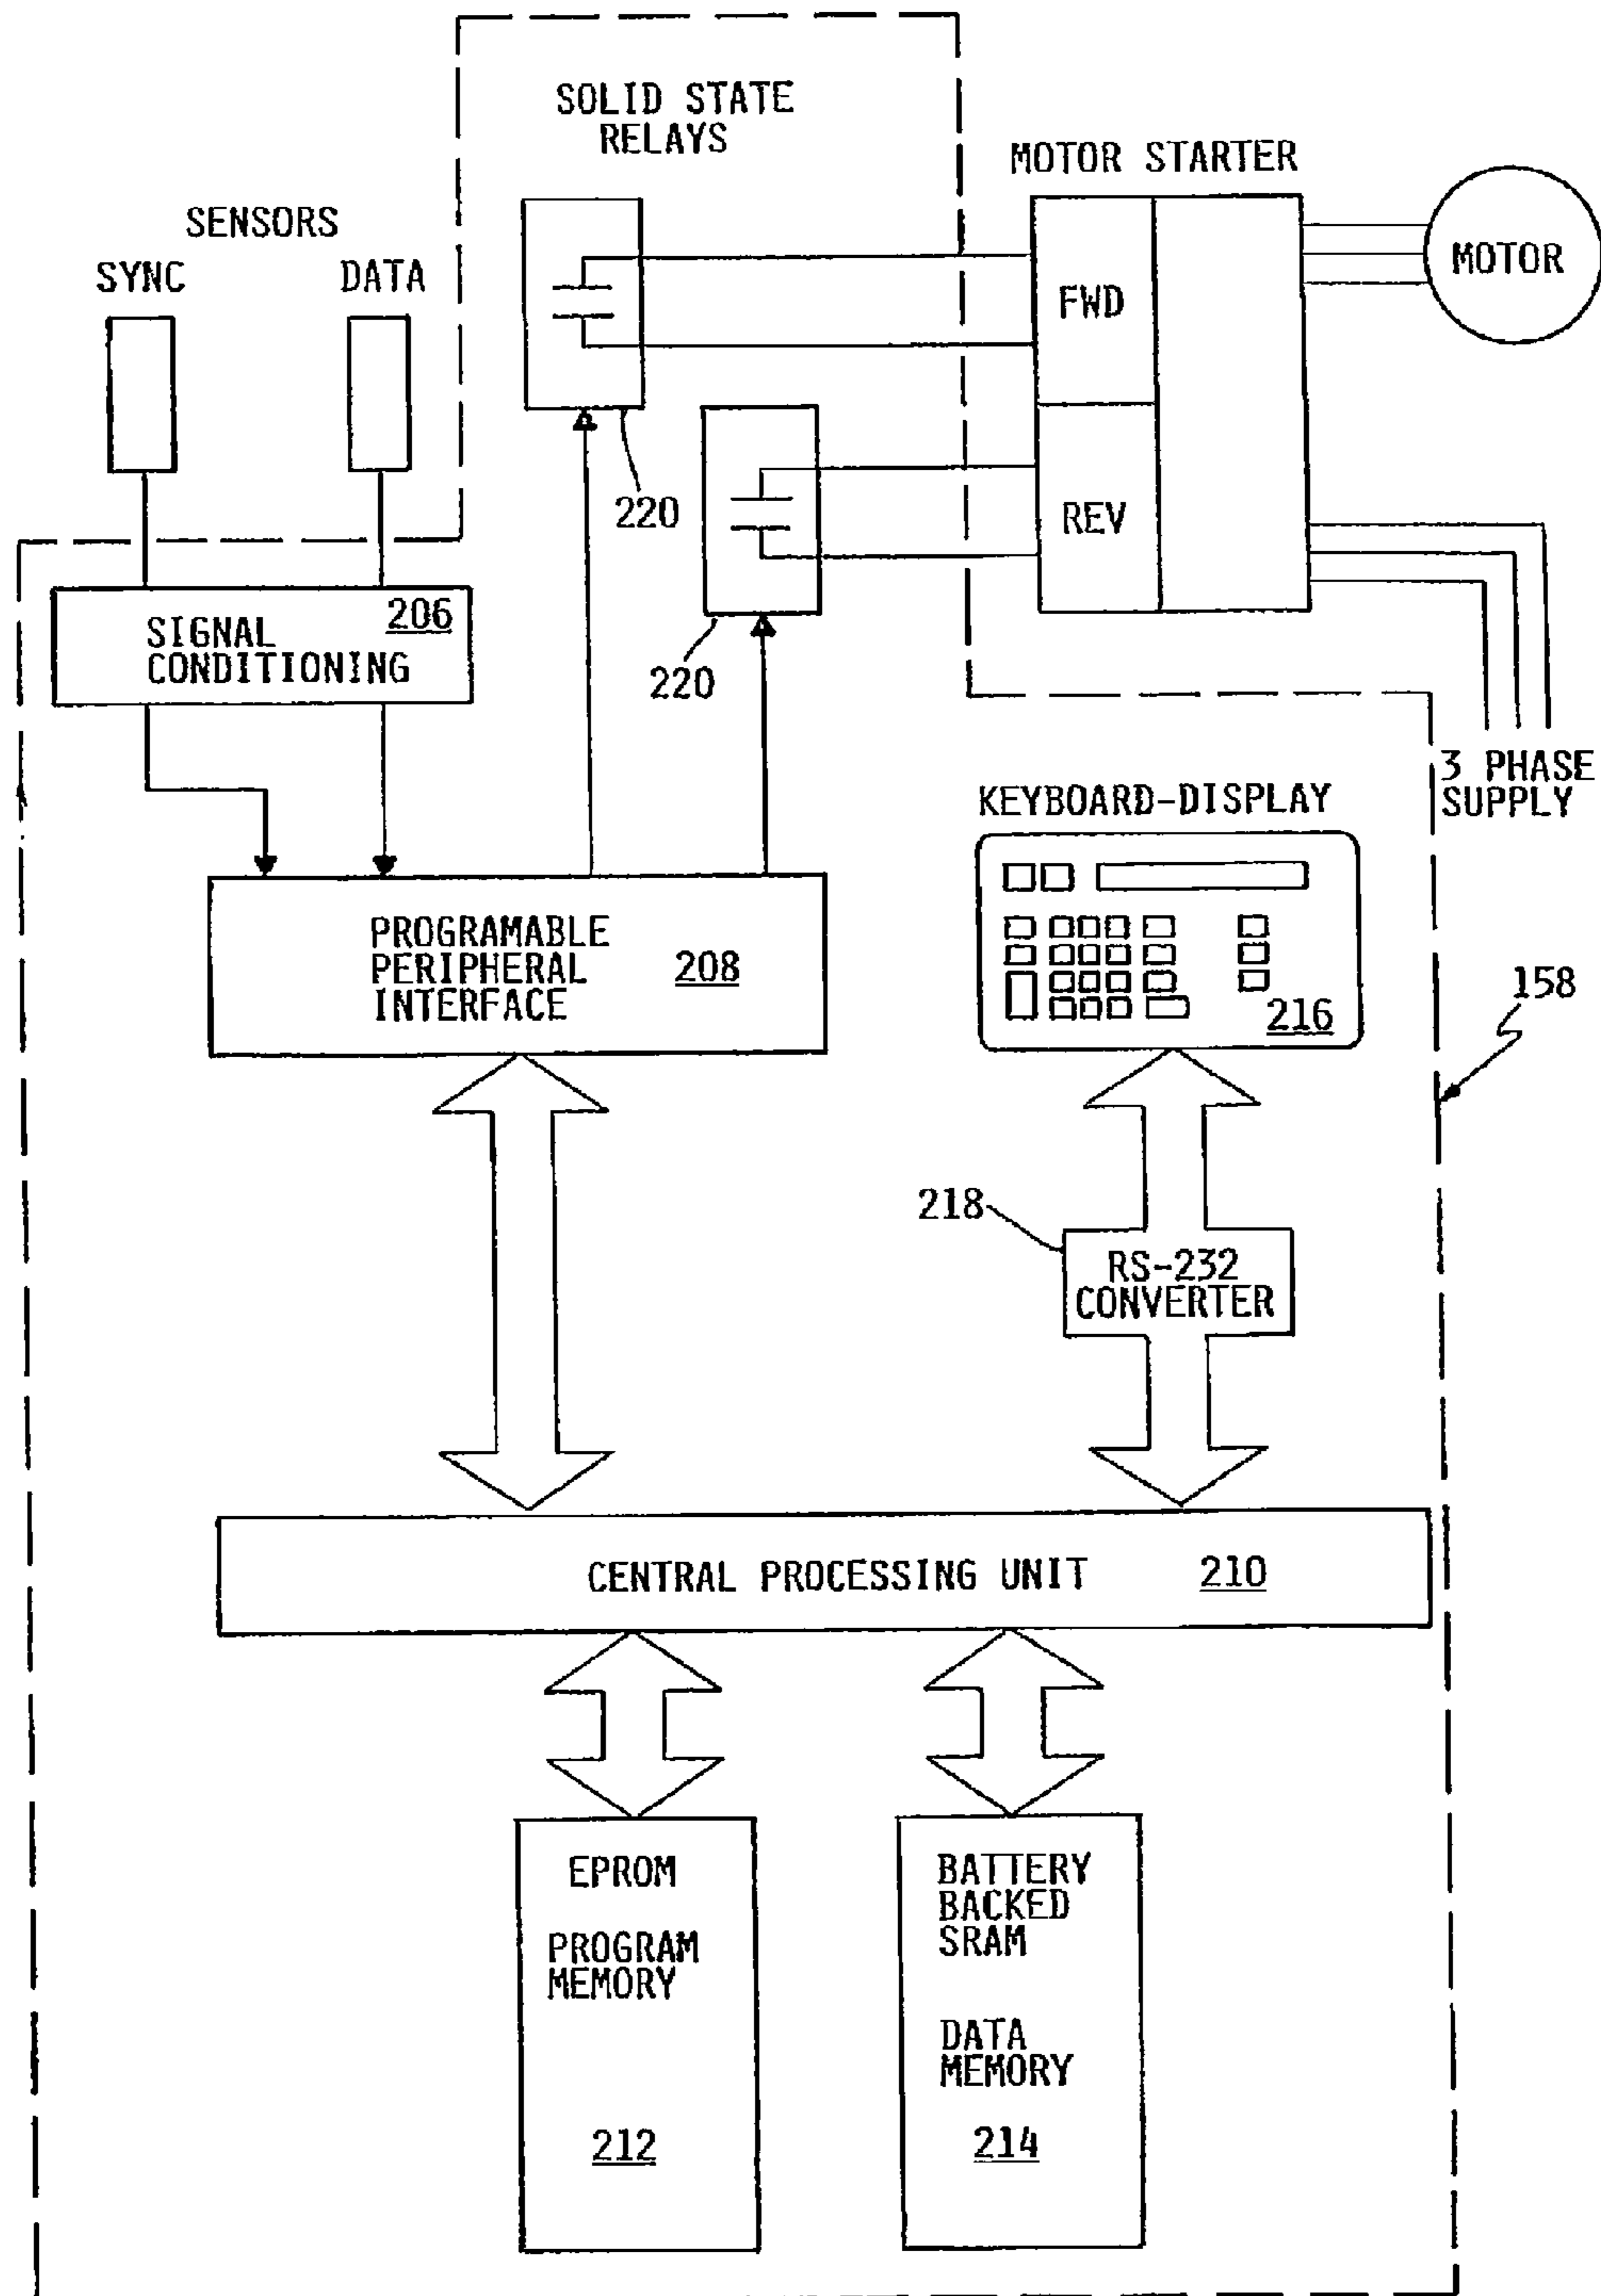 SOLID STATE
RELAYS
MOTOR STARTER
SENSORS
SYNC
DATA
MOTOR
FWD
REV
220
220
206
SIGNAL
CONDITIONING
3 PHASE
SUPPLY
KEYBOARD-DISPLAY
PROGRAMABLE
PERIPHERAL
INTERFACE
208
216
158
218
RS-232
CONVERTER
CENTRAL PROCESSING UNIT 210
EPROM
PROGRAM
MEMORY
212
BATTERY
BACKED
SRAM
DATA
MEMORY
214